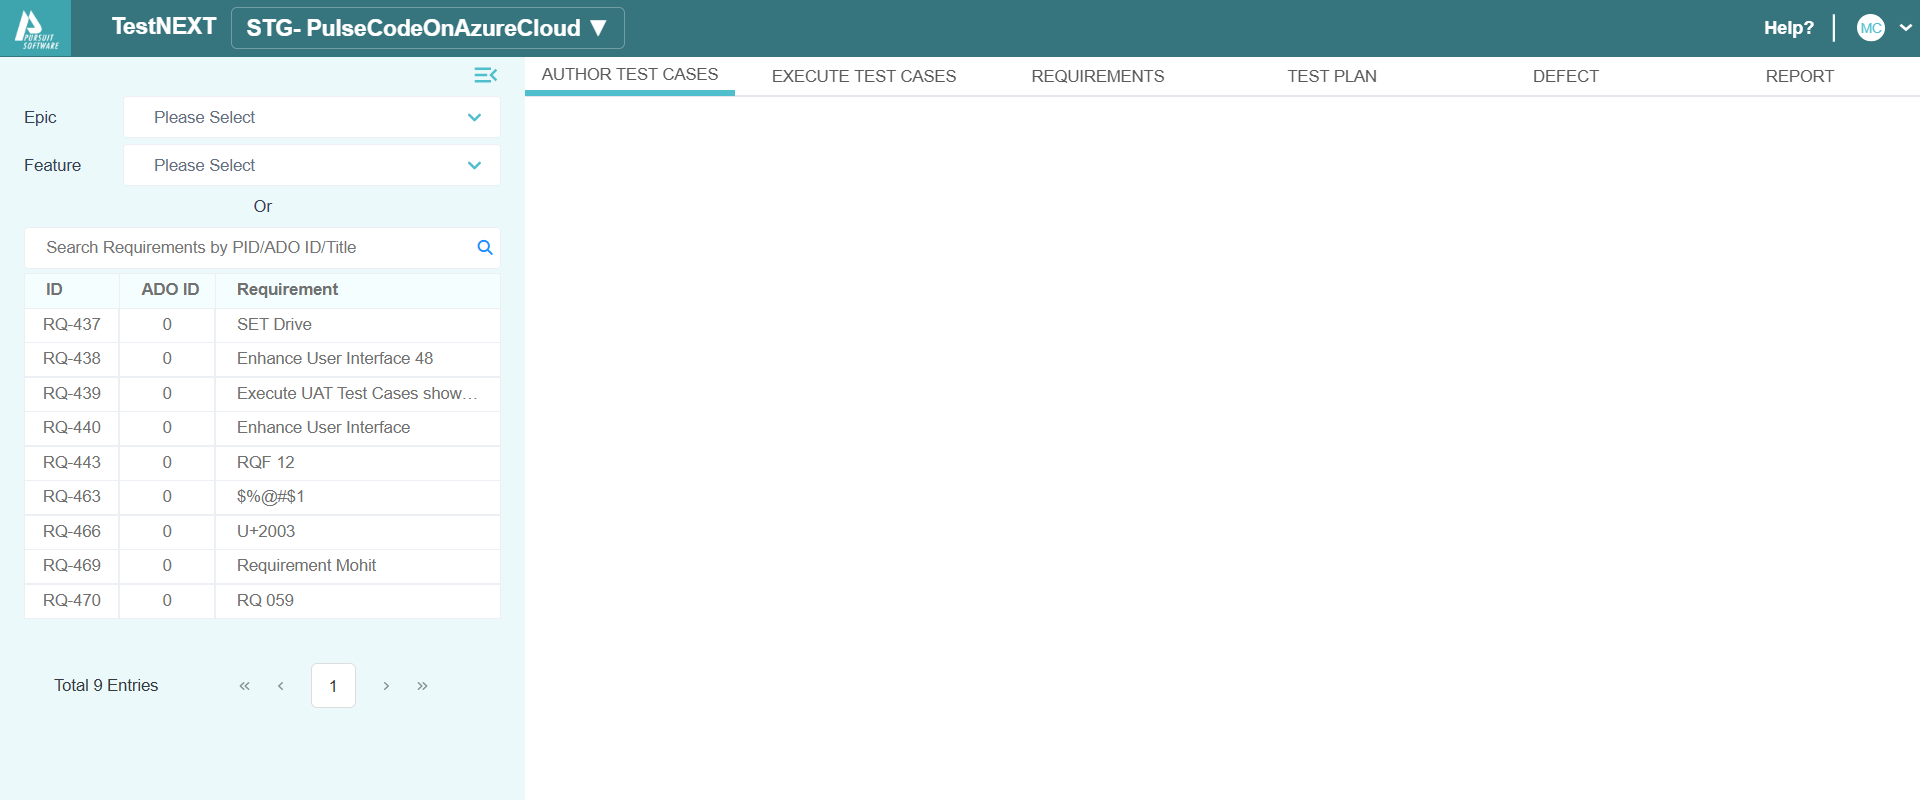 PURSUIT
SOFTWARE
TestNEXT
STG- PulseCodeOnAzureCloud ▼
Help?
MC
AUTHOR TEST CASES
EXECUTE TEST CASES
REQUIREMENTS
TEST PLAN
DEFECT
REPORT
Epic
Please Select
Feature
Please Select
Or
Search Requirements by PID/ADO ID/Title
ID ADO ID Requirement
RQ-437 0 SET Drive
RQ-438 0 Enhance User Interface 48
RQ-439 0 Execute UAT Test Cases show…
RQ-440 0 Enhance User Interface
RQ-443 0 RQF 12
RQ-463 0 $%@#$1
RQ-466 0 U+2003
RQ-469 0 Requirement Mohit
RQ-470 0 RQ 059
Total 9 Entries « ‹ 1 › »